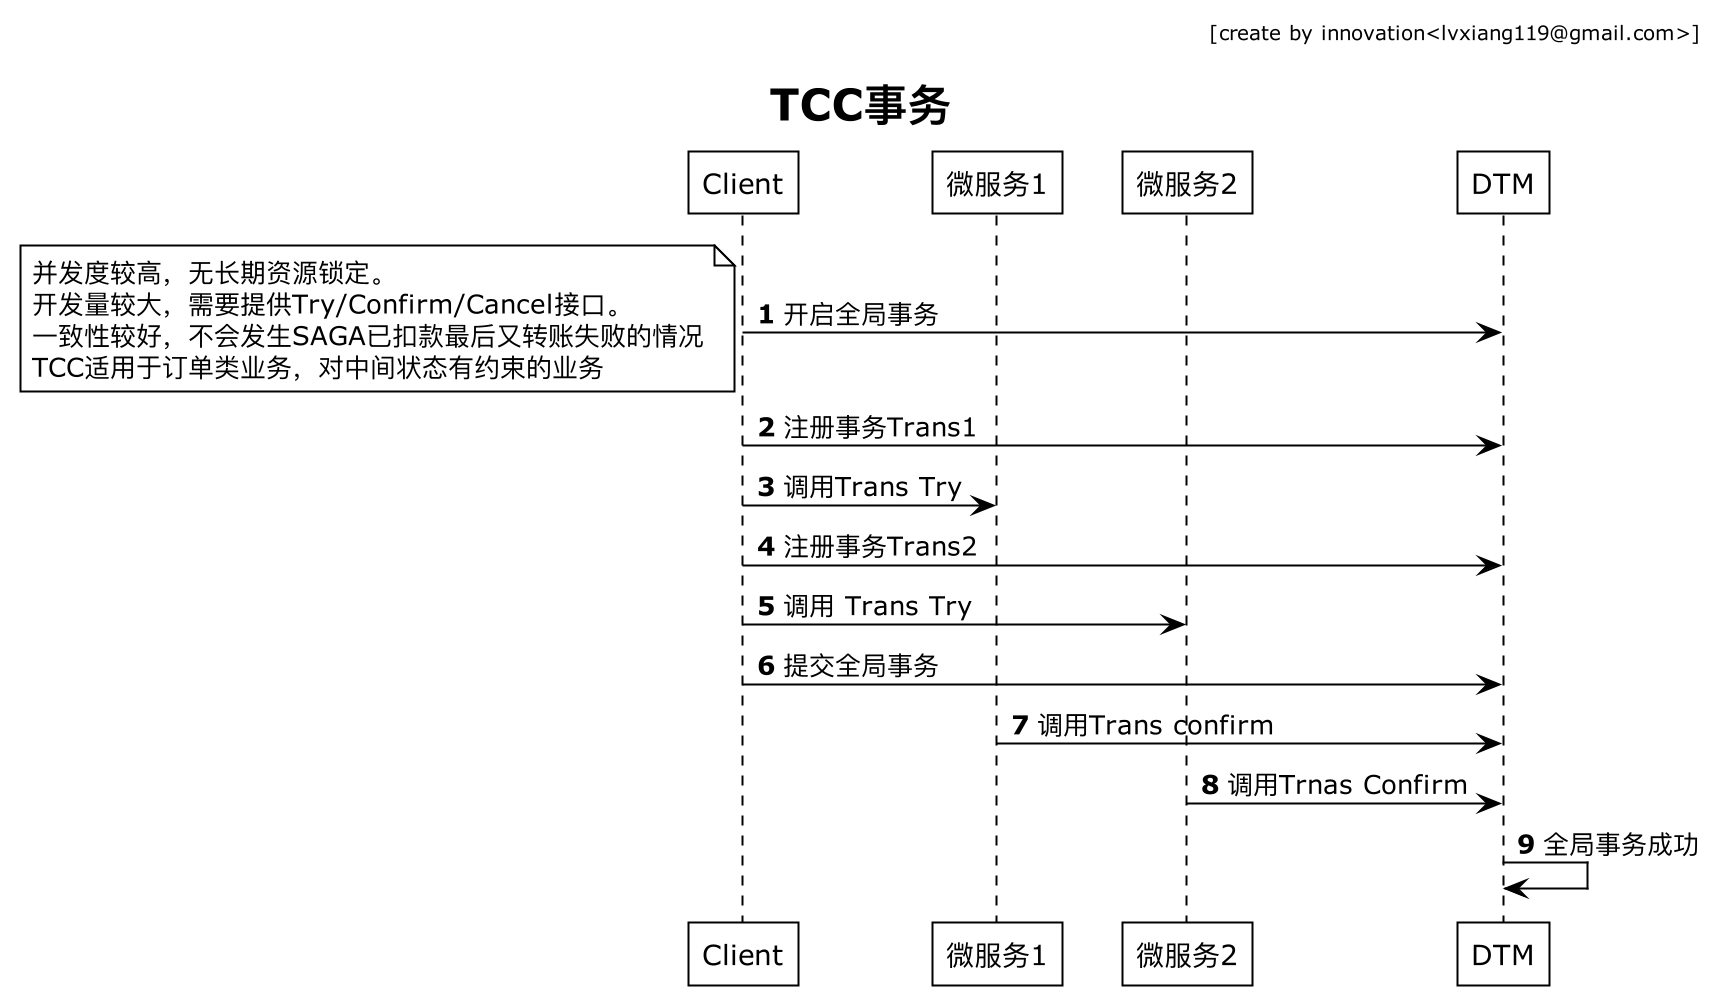 [create by innovation<lvxiang119@gmail.com>]
TCC事务
Client
微服务1
微服务2
DTM
并发度较高，无长期资源锁定。
开发量较大，需要提供Try/Confirm/Cancel接口。
一致性较好，不会发生SAGA已扣款最后又转账失败的情况
TCC适用于订单类业务，对中间状态有约束的业务
1 开启全局事务
2 注册事务Trans1
3 调用Trans Try
4 注册事务Trans2
5 调用 Trans Try
6 提交全局事务
7 调用Trans confirm
8 调用Trnas Confirm
9 全局事务成功
Client
微服务1
微服务2
DTM